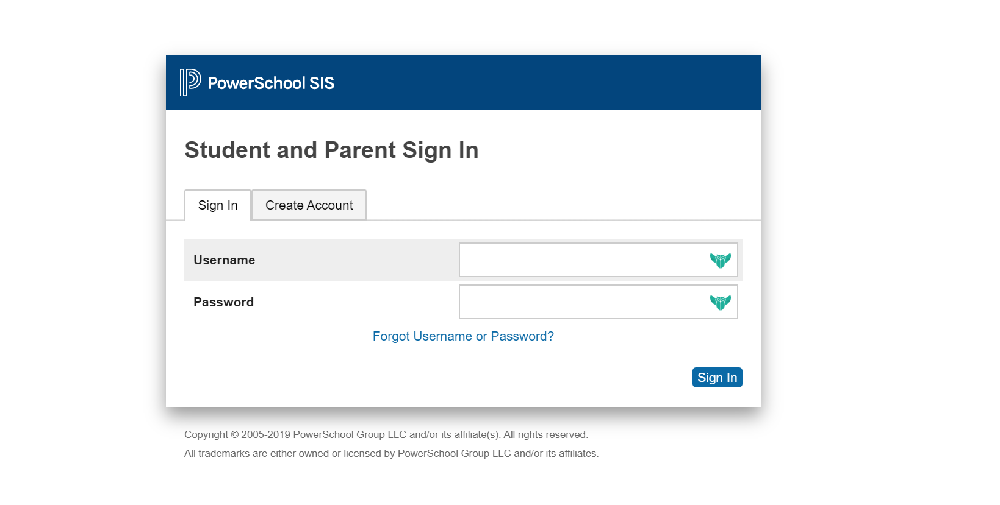 PowerSchool SIS
Student and Parent Sign In
Sign In
Create Account
Username
Password
Forgot Username or Password?
Sign In
Copyright © 2005-2019 PowerSchool Group LLC and/or its affiliate(s). All rights reserved.
All trademarks are either owned or licensed by PowerSchool Group LLC and/or its affiliates.